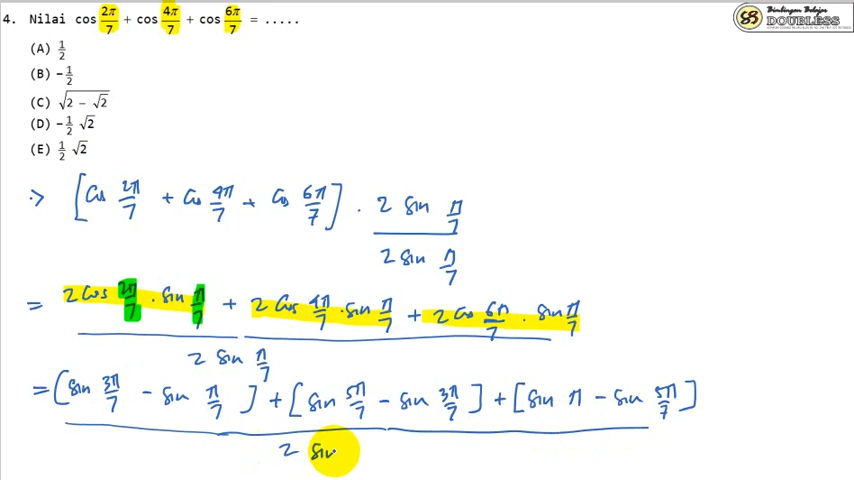 4. Nilai cos 2π/7 + cos 4π/7 + cos 6π/7 = .....
Bimbingan Belajar
DOUBLESS
(A) 1/2
(B) -1/2
(C) √(2 - √2)
(D) -1/2 √2
(E) 1/2 √2
:> [Cos 2π/7 + Cos 4π/7 + Cos 6π/7] . 2 sin π/7 / 2 sin π/7
= 2 Cos 2π/7 . sin π/7 + 2 Cos 4π/7 . sin π/7 + 2 Cos 6π/7 . sin π/7
2 sin π/7
= [sin 3π/7 - sin π/7] + [sin 5π/7 - sin 3π/7] + [sin π - sin 5π/7]
2 sin